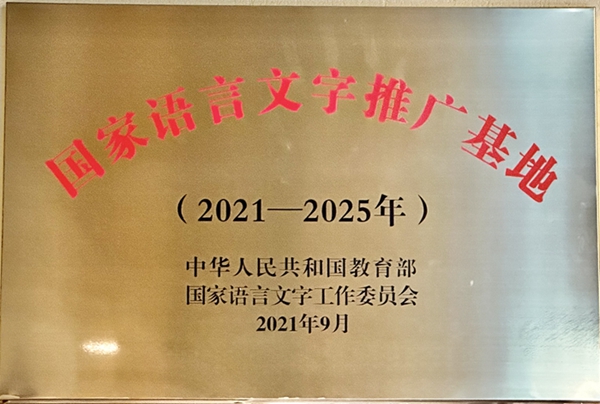 国家语言文字推广基地
（2021—2025年）
中华人民共和国教育部
国家语言文字工作委员会
2021年9月